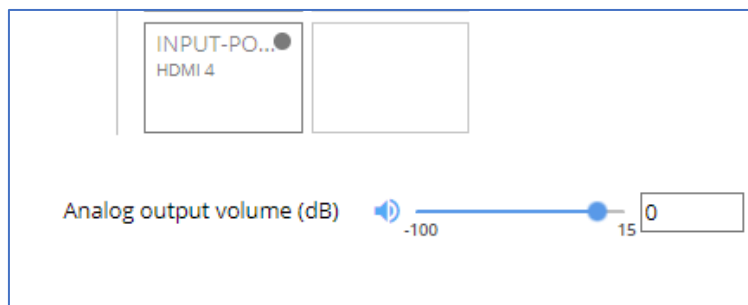 INPUT-PO...
HDMI 4
Analog output volume (dB)
-100
15
0